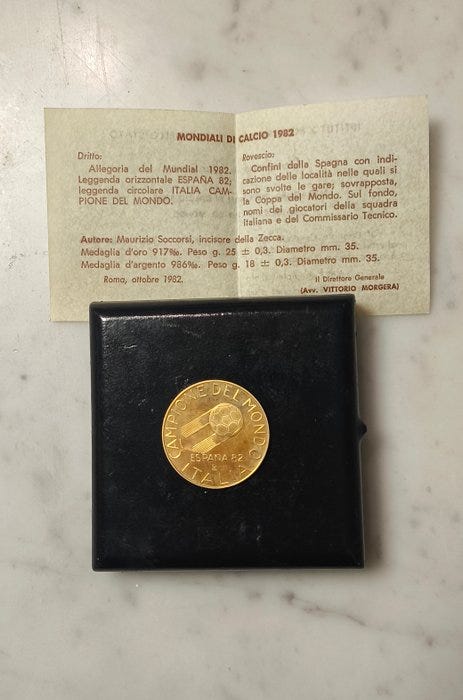 MONDIALI DI CALCIO 1982
Dritto:
Allegoria del Mundial 1982.
Leggenda orizzontale ESPAÑA 82;
leggenda circolare ITALIA CAM-
PIONE DEL MONDO.
Rovescio:
Confini della Spagna con indi-
cazione delle località nelle quali si
sono svolte le gare; sovrapposta,
la Coppa del Mondo. Sul fondo,
nomi dei giocatori della squadra
italiana e del Commissario Tecnico.
Autore: Maurizio Soccorsi, incisore della Zecca.
Medaglia d'oro 917‰. Peso g. 25 ± 0,3. Diametro mm. 35.
Medaglia d'argento 986‰. Peso g. 18 ± 0,3. Diametro mm. 35.
Roma, ottobre 1982.
Il Direttore Generale
(Avv. VITTORIO MORGERA)
CAMPIONE DEL MONDO
ESPAÑA 82
ITALIA